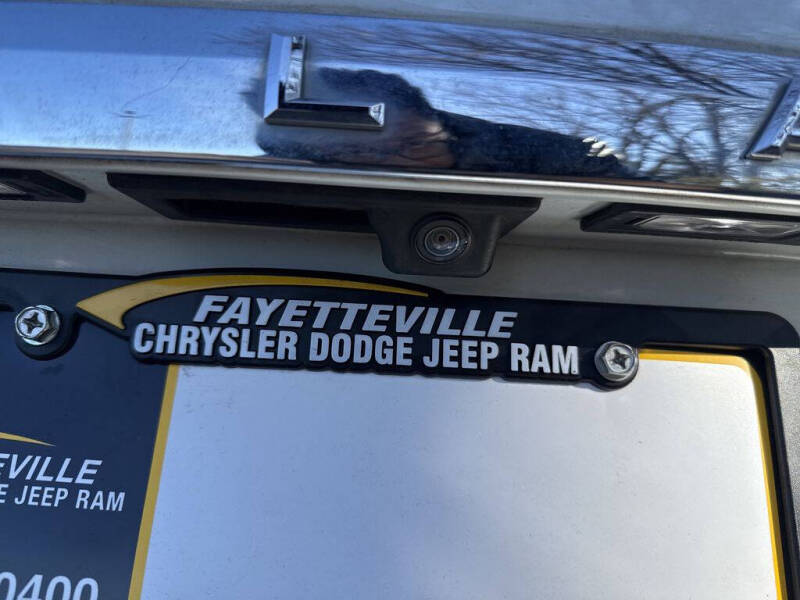 L
FAYETTEVILLE
CHRYSLER DODGE JEEP RAM
EVILLE
E JEEP RAM
0400